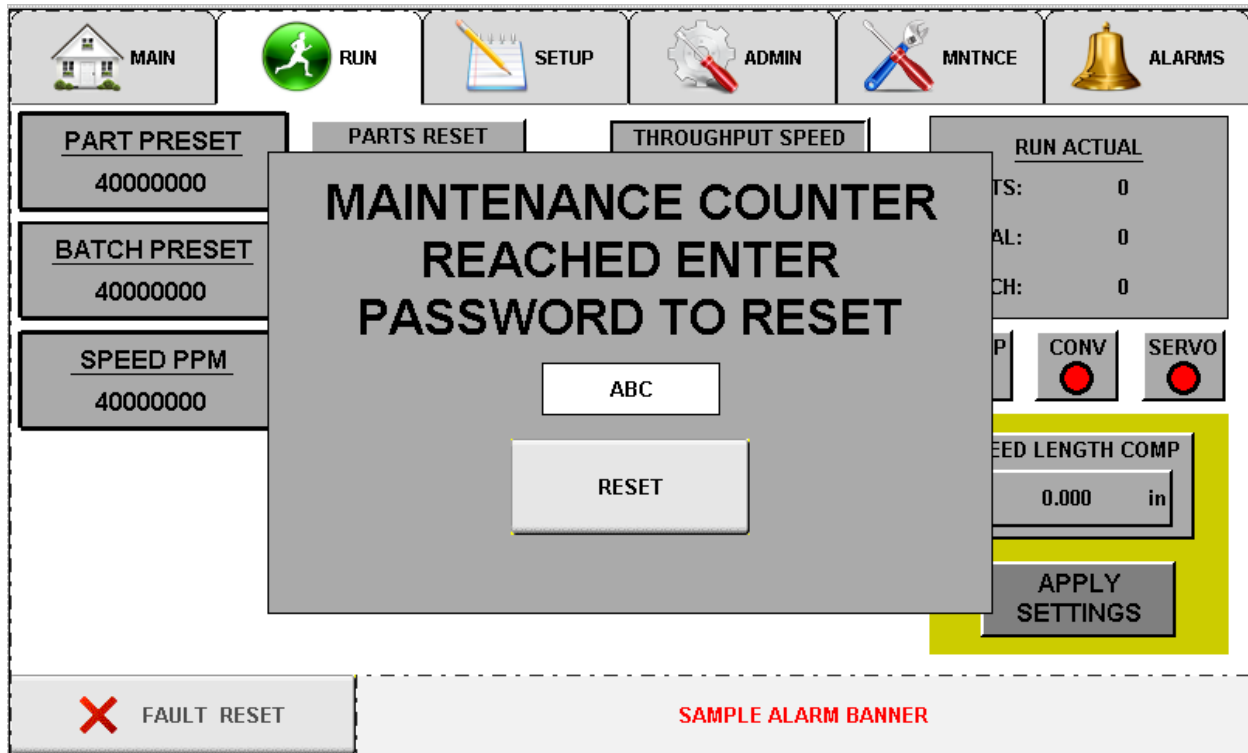 MAIN
RUN
SETUP
ADMIN
MNTNCE
ALARMS
PART PRESET
40000000
PARTS RESET
THROUGHPUT SPEED
RUN ACTUAL
TS: 0
AL: 0
CH: 0
BATCH PRESET
40000000
SPEED PPM
40000000
MAINTENANCE COUNTER
REACHED ENTER
PASSWORD TO RESET
ABC
RESET
P
CONV
SERVO
EED LENGTH COMP
0.000 in
APPLY
SETTINGS
FAULT RESET
SAMPLE ALARM BANNER